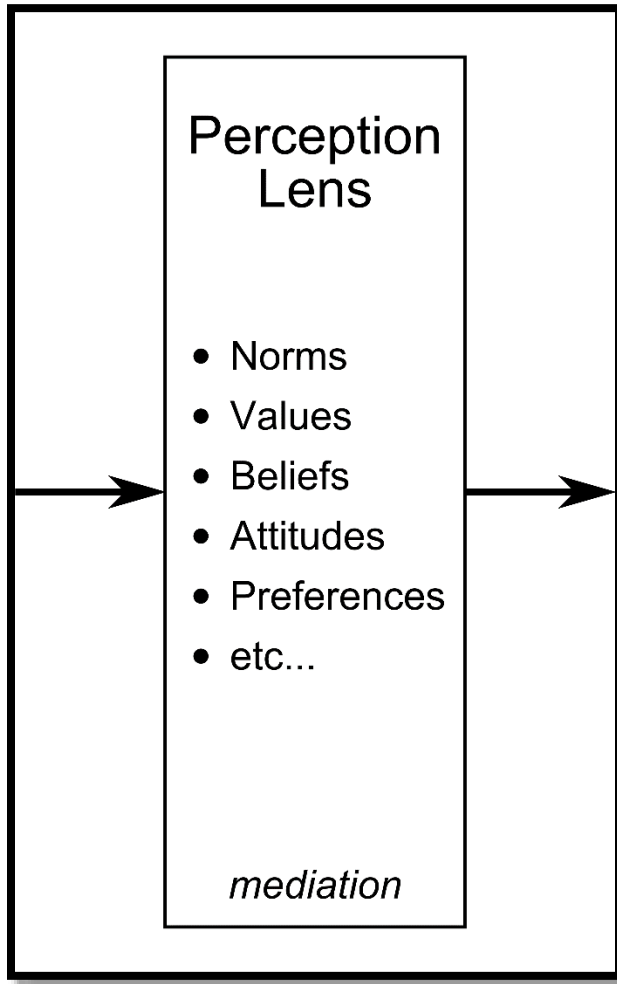 Perception
Lens
• Norms
• Values
• Beliefs
• Attitudes
• Preferences
• etc...
mediation